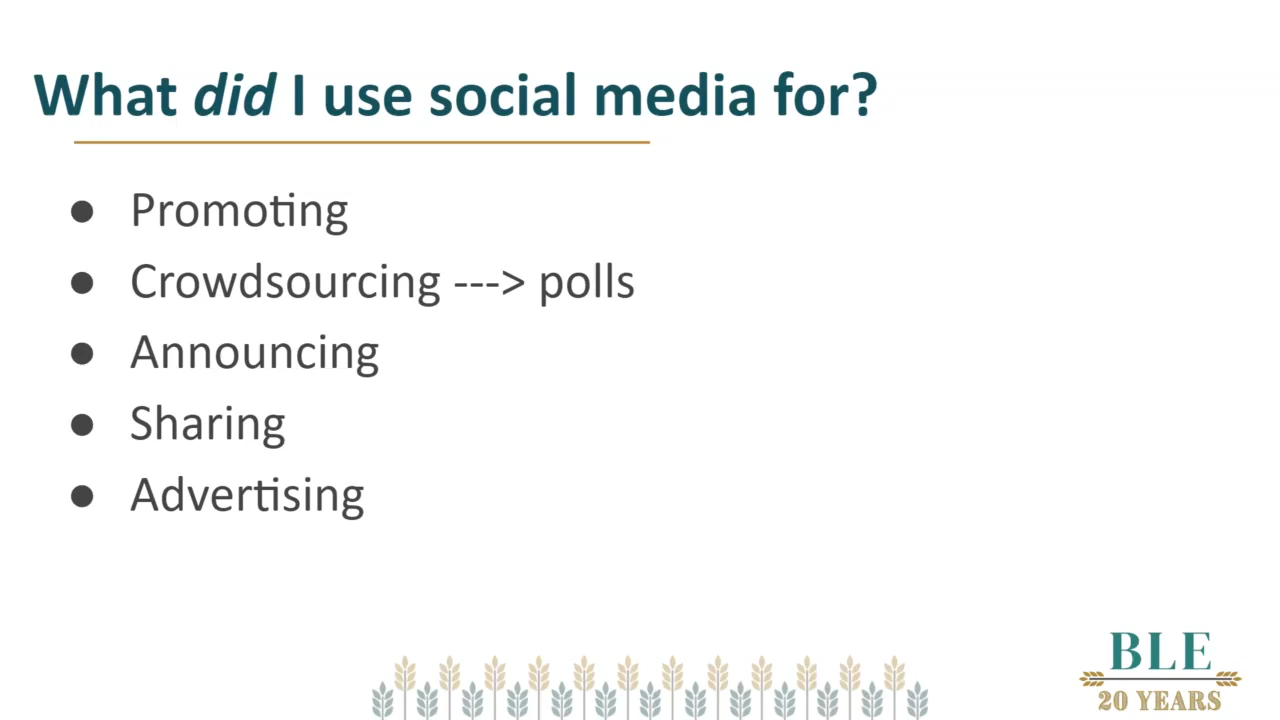 What did I use social media for?
● Promoting
● Crowdsourcing ---> polls
● Announcing
● Sharing
● Advertising
BLE
20 YEARS